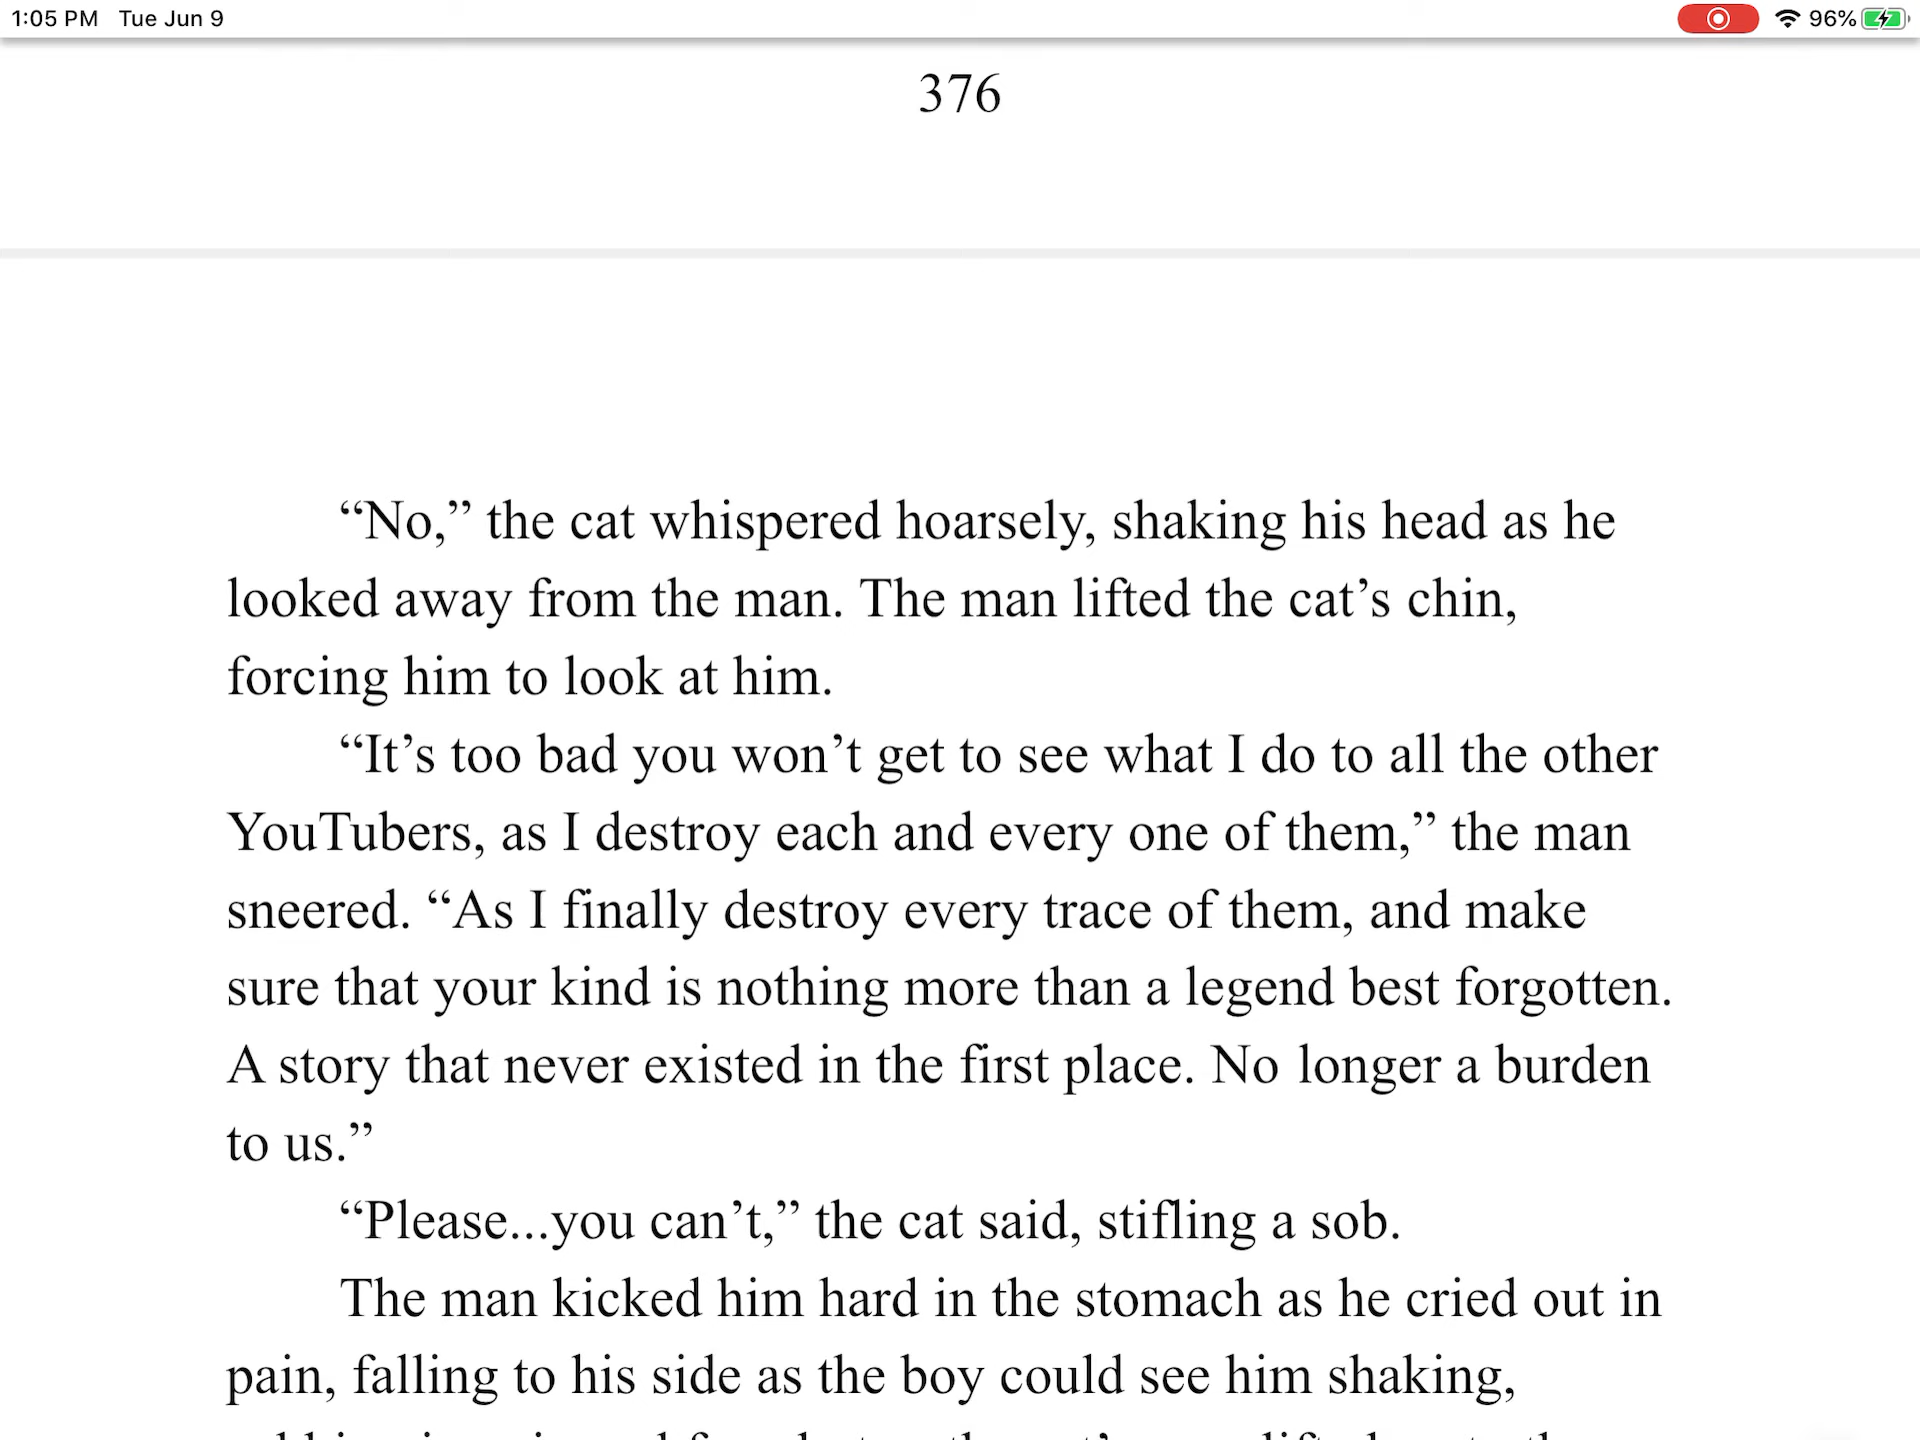 1:05 PM Tue Jun 9
96%
376
“No,” the cat whispered hoarsely, shaking his head as he
looked away from the man. The man lifted the cat’s chin,
forcing him to look at him.
“It’s too bad you won’t get to see what I do to all the other
YouTubers, as I destroy each and every one of them,” the man
sneered. “As I finally destroy every trace of them, and make
sure that your kind is nothing more than a legend best forgotten.
A story that never existed in the first place. No longer a burden
to us.”
“Please...you can’t,” the cat said, stifling a sob.
The man kicked him hard in the stomach as he cried out in
pain, falling to his side as the boy could see him shaking,